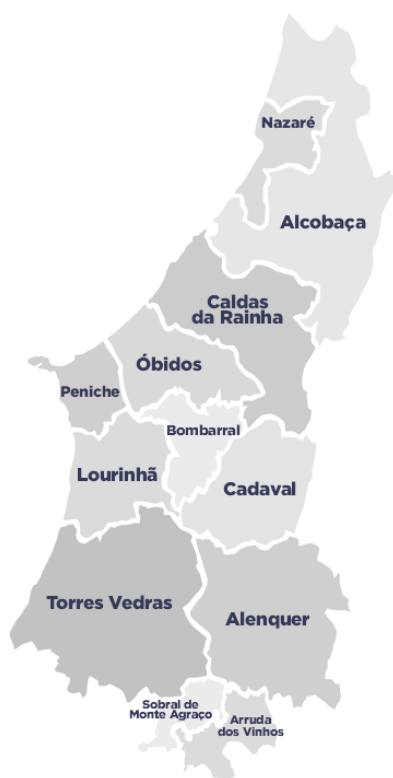 Nazaré
Alcobaça
Caldas
da Rainha
Óbidos
Peniche
Bombarral
Lourinhã
Cadaval
Torres Vedras
Alenquer
Sobral de
Monte Agraço
Arruda
dos Vinhos